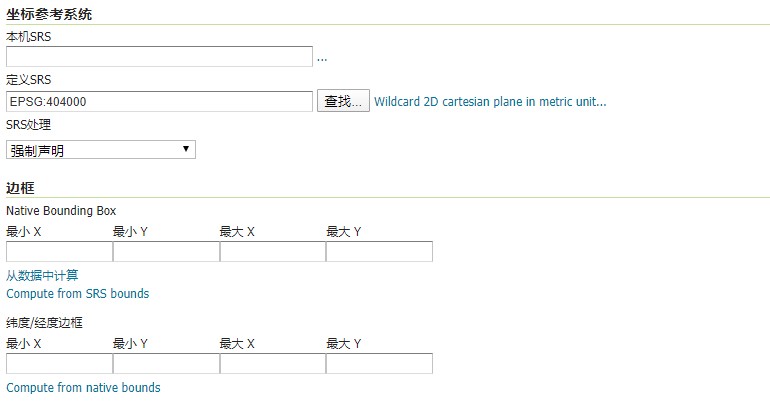 坐标参考系统
本机SRS
...
定义SRS
EPSG:404000 查找... Wildcard 2D cartesian plane in metric unit...
SRS处理
强制声明
边框
Native Bounding Box
最小 X 最小 Y 最大 X 最大 Y
从数据中计算
Compute from SRS bounds
纬度/经度边框
最小 X 最小 Y 最大 X 最大 Y
Compute from native bounds